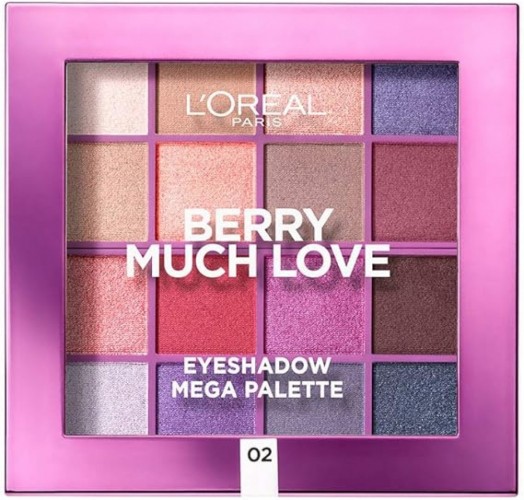 L'ORÉAL
PARIS
BERRY
MUCH LOVE
EYESHADOW
MEGA PALETTE
02